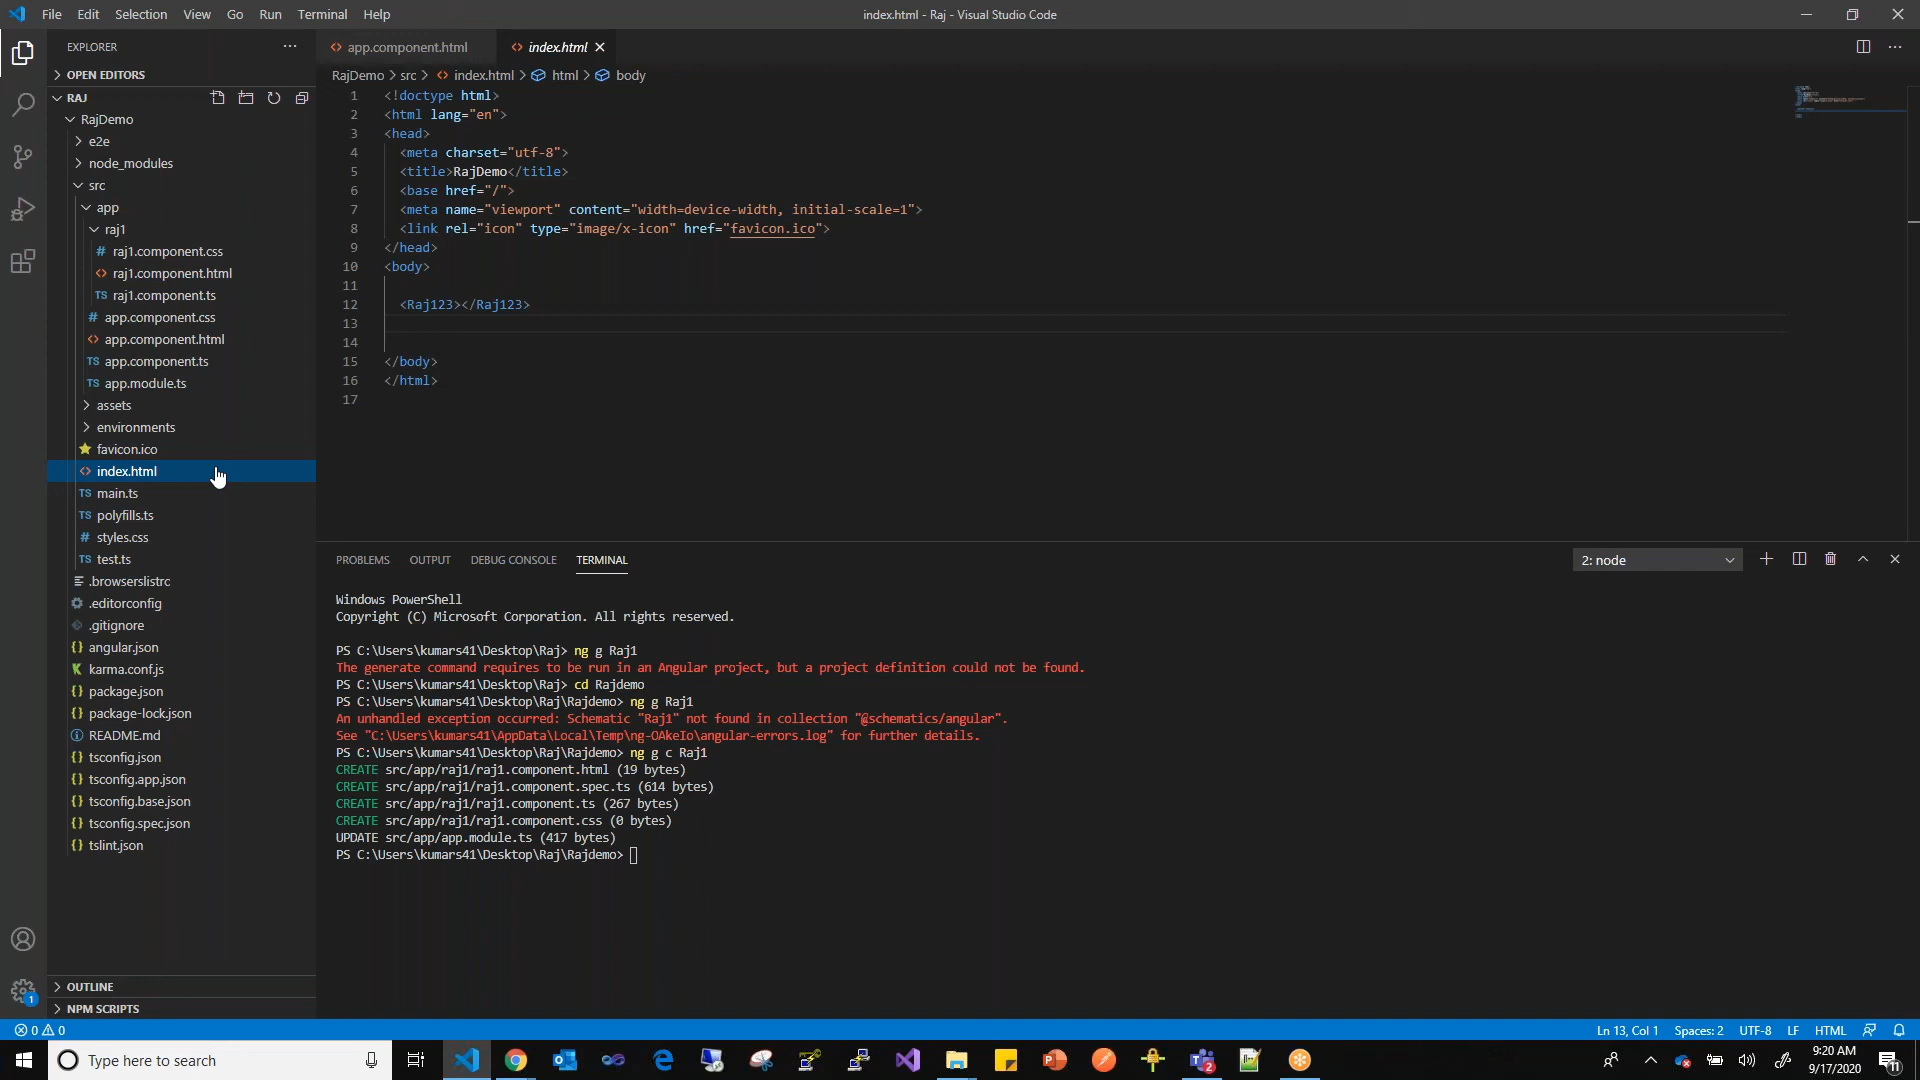 File Edit Selection View Go Run Terminal Help
index.html - Raj - Visual Studio Code
EXPLORER
OPEN EDITORS
RAJ
RajDemo
e2e
node_modules
src
app
raj1
# raj1.component.css
<> raj1.component.html
TS raj1.component.ts
# app.component.css
<> app.component.html
TS app.component.ts
TS app.module.ts
assets
environments
favicon.ico
<> index.html
TS main.ts
TS polyfills.ts
# styles.css
TS test.ts
.browserslistrc
.editorconfig
.gitignore
{} angular.json
karma.conf.js
{} package.json
{} package-lock.json
README.md
{} tsconfig.json
{} tsconfig.app.json
{} tsconfig.base.json
{} tsconfig.spec.json
{} tslint.json
OUTLINE
NPM SCRIPTS
<> app.component.html <> index.html
RajDemo > src > <> index.html > html > body
1 <!doctype html>
2 <html lang="en">
3 <head>
4 <meta charset="utf-8">
5 <title>RajDemo</title>
6 <base href="/">
7 <meta name="viewport" content="width=device-width, initial-scale=1">
8 <link rel="icon" type="image/x-icon" href="favicon.ico">
9 </head>
10 <body>
11
12 <Raj123></Raj123>
13
14
15 </body>
16 </html>
17
PROBLEMS OUTPUT DEBUG CONSOLE TERMINAL
2: node
Windows PowerShell
Copyright (C) Microsoft Corporation. All rights reserved.
PS C:\Users\kumars41\Desktop\Raj> ng g Raj1
The generate command requires to be run in an Angular project, but a project definition could not be found.
PS C:\Users\kumars41\Desktop\Raj> cd Rajdemo
PS C:\Users\kumars41\Desktop\Raj\Rajdemo> ng g Raj1
An unhandled exception occurred: Schematic "Raj1" not found in collection "@schematics/angular".
See "C:\Users\kumars41\AppData\Local\Temp\ng-OAkeIo\angular-errors.log" for further details.
PS C:\Users\kumars41\Desktop\Raj\Rajdemo> ng g c Raj1
CREATE src/app/raj1/raj1.component.html (19 bytes)
CREATE src/app/raj1/raj1.component.spec.ts (614 bytes)
CREATE src/app/raj1/raj1.component.ts (267 bytes)
CREATE src/app/raj1/raj1.component.css (0 bytes)
UPDATE src/app/app.module.ts (417 bytes)
PS C:\Users\kumars41\Desktop\Raj\Rajdemo>
1
0 0
Ln 13, Col 1 Spaces: 2 UTF-8 LF HTML
Type here to search
2
9:20 AM
9/17/2020
11